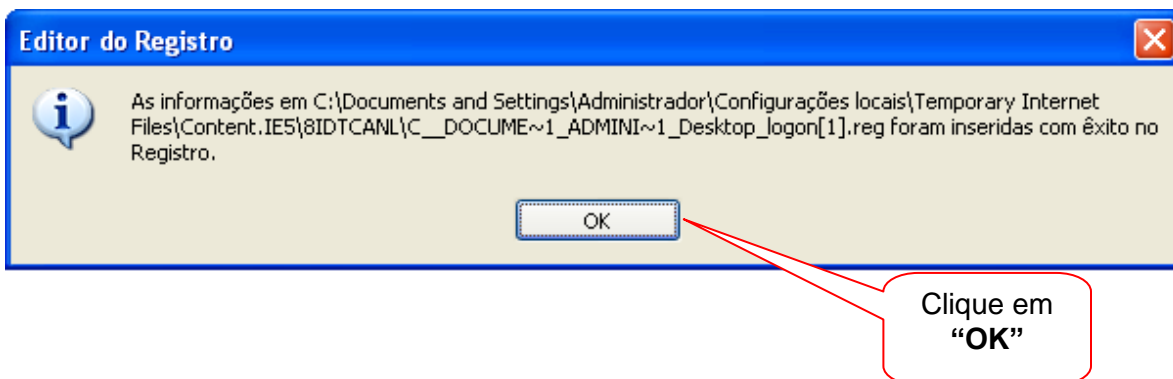 Editor do Registro
As informações em C:\Documents and Settings\Administrador\Configurações locais\Temporary Internet
Files\Content.IE5\8IDTCANL\C__DOCUME~1_ADMINI~1_Desktop_logon[1].reg foram inseridas com êxito no
Registro.
OK
Clique em
“OK”